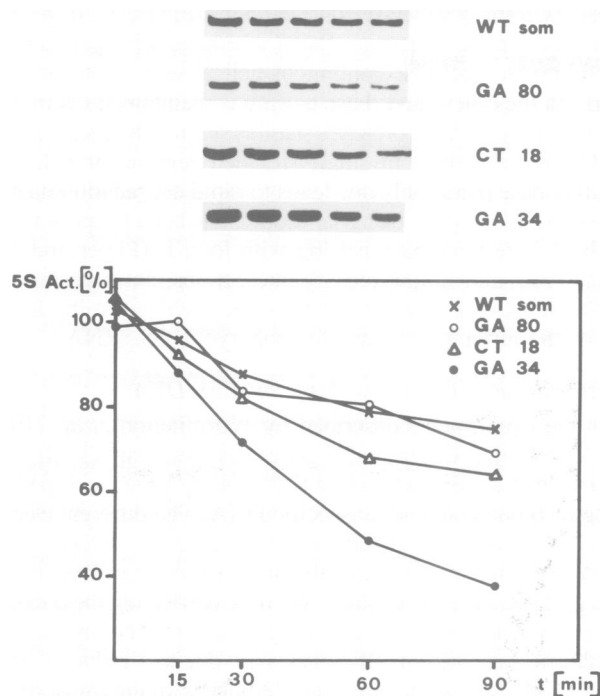 WT som
GA 80
CT 18
GA 34
5S Act.[%]
× WT som
○ GA 80
△ CT 18
● GA 34
100
80
60
40
15 30 60 90 t [min]